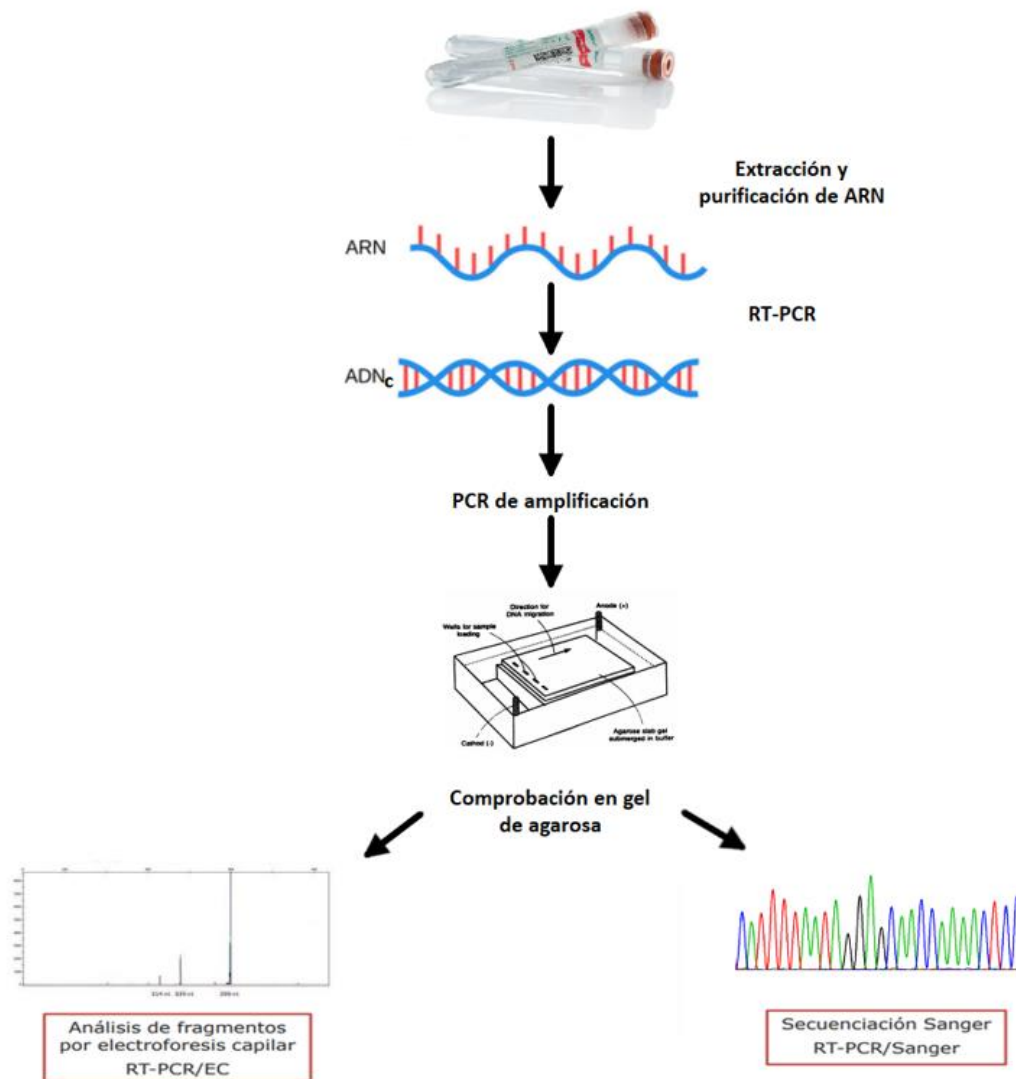 Extracción y
purificación de ARN
ARN
RT-PCR
ADNc
PCR de amplificación
Direction for
DNA migration
Anode (+)
Wells for sample
loading
Cathod (-)
Agarose slab gel
submerged in buffer
Comprobación en gel
de agarosa
Análisis de fragmentos
por electroforesis capilar
RT-PCR/EC
Secuenciación Sanger
RT-PCR/Sanger